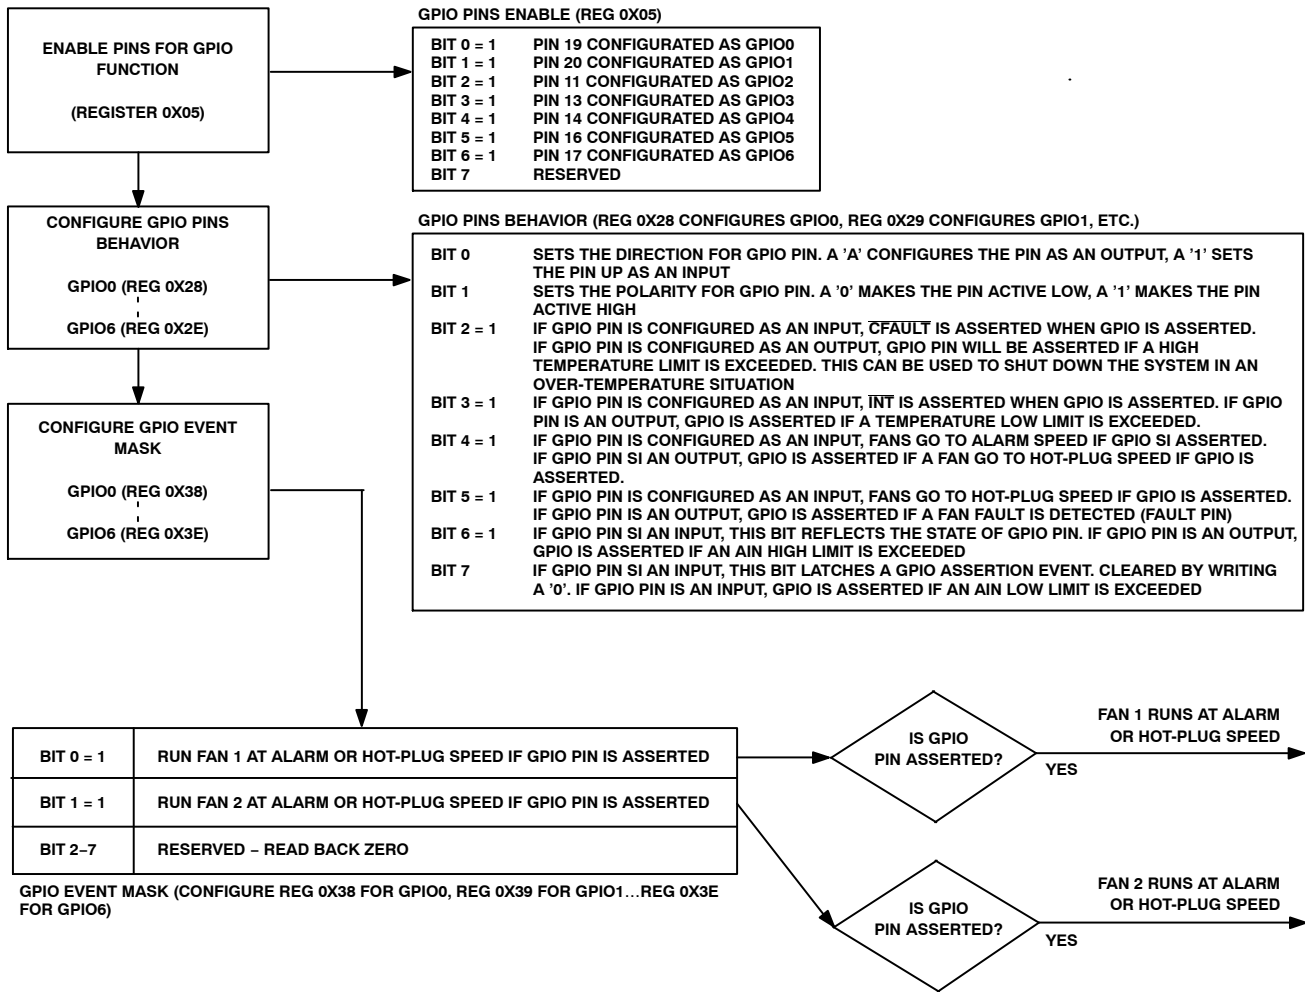 ENABLE PINS FOR GPIO
FUNCTION
(REGISTER 0X05)
GPIO PINS ENABLE (REG 0X05)
BIT 0 = 1 PIN 19 CONFIGURATED AS GPIO0
BIT 1 = 1 PIN 20 CONFIGURATED AS GPIO1
BIT 2 = 1 PIN 11 CONFIGURATED AS GPIO2
BIT 3 = 1 PIN 13 CONFIGURATED AS GPIO3
BIT 4 = 1 PIN 14 CONFIGURATED AS GPIO4
BIT 5 = 1 PIN 16 CONFIGURATED AS GPIO5
BIT 6 = 1 PIN 17 CONFIGURATED AS GPIO6
BIT 7 RESERVED
CONFIGURE GPIO PINS
BEHAVIOR
GPIO0 (REG 0X28)
GPIO6 (REG 0X2E)
GPIO PINS BEHAVIOR (REG 0X28 CONFIGURES GPIO0, REG 0X29 CONFIGURES GPIO1, ETC.)
BIT 0 SETS THE DIRECTION FOR GPIO PIN. A ’A’ CONFIGURES THE PIN AS AN OUTPUT, A ’1’ SETS
THE PIN UP AS AN INPUT
BIT 1 SETS THE POLARITY FOR GPIO PIN. A ’0’ MAKES THE PIN ACTIVE LOW, A ’1’ MAKES THE PIN
ACTIVE HIGH
BIT 2 = 1 IF GPIO PIN IS CONFIGURED AS AN INPUT, CFAULT IS ASSERTED WHEN GPIO IS ASSERTED.
IF GPIO PIN IS CONFIGURED AS AN OUTPUT, GPIO PIN WILL BE ASSERTED IF A HIGH
TEMPERATURE LIMIT IS EXCEEDED. THIS CAN BE USED TO SHUT DOWN THE SYSTEM IN AN
OVER-TEMPERATURE SITUATION
BIT 3 = 1 IF GPIO PIN IS CONFIGURED AS AN INPUT, INT IS ASSERTED WHEN GPIO IS ASSERTED. IF GPIO
PIN IS AN OUTPUT, GPIO IS ASSERTED IF A TEMPERATURE LOW LIMIT IS EXCEEDED.
BIT 4 = 1 IF GPIO PIN IS CONFIGURED AS AN INPUT, FANS GO TO ALARM SPEED IF GPIO SI ASSERTED.
IF GPIO PIN SI AN OUTPUT, GPIO IS ASSERTED IF A FAN GO TO HOT-PLUG SPEED IF GPIO IS
ASSERTED.
BIT 5 = 1 IF GPIO PIN IS CONFIGURED AS AN INPUT, FANS GO TO HOT-PLUG SPEED IF GPIO IS ASSERTED.
IF GPIO PIN IS AN OUTPUT, GPIO IS ASSERTED IF A FAN FAULT IS DETECTED (FAULT PIN)
BIT 6 = 1 IF GPIO PIN SI AN INPUT, THIS BIT REFLECTS THE STATE OF GPIO PIN. IF GPIO PIN IS AN OUTPUT,
GPIO IS ASSERTED IF AN AIN HIGH LIMIT IS EXCEEDED
BIT 7 IF GPIO PIN SI AN INPUT, THIS BIT LATCHES A GPIO ASSERTION EVENT. CLEARED BY WRITING
A ’0’. IF GPIO PIN IS AN INPUT, GPIO IS ASSERTED IF AN AIN LOW LIMIT IS EXCEEDED
CONFIGURE GPIO EVENT
MASK
GPIO0 (REG 0X38)
GPIO6 (REG 0X3E)
BIT 0 = 1 RUN FAN 1 AT ALARM OR HOT-PLUG SPEED IF GPIO PIN IS ASSERTED
BIT 1 = 1 RUN FAN 2 AT ALARM OR HOT-PLUG SPEED IF GPIO PIN IS ASSERTED
BIT 2–7 RESERVED – READ BACK ZERO
GPIO EVENT MASK (CONFIGURE REG 0X38 FOR GPIO0, REG 0X39 FOR GPIO1...REG 0X3E
FOR GPIO6)
IS GPIO
PIN ASSERTED?
FAN 1 RUNS AT ALARM
OR HOT-PLUG SPEED
YES
IS GPIO
PIN ASSERTED?
FAN 2 RUNS AT ALARM
OR HOT-PLUG SPEED
YES